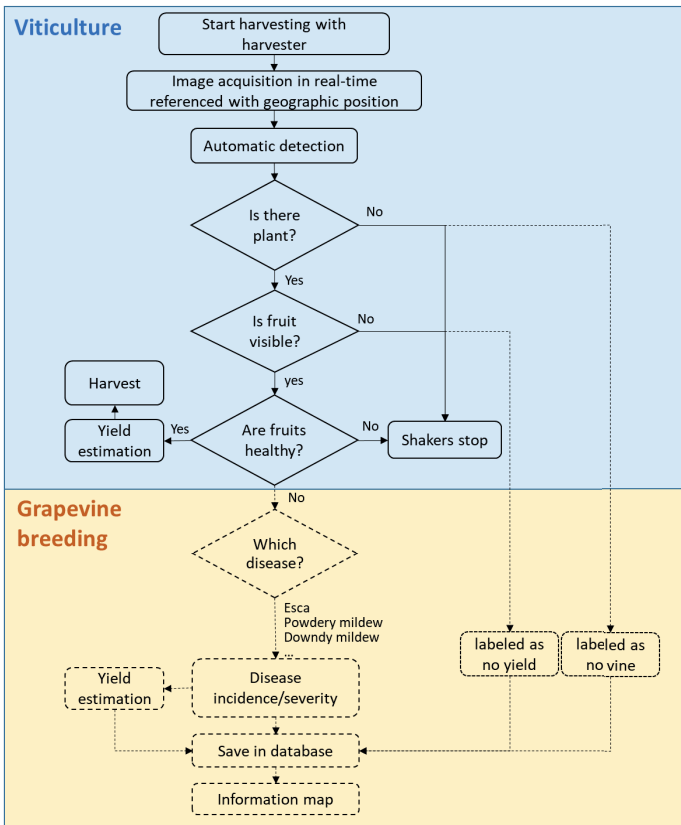 Viticulture
Start harvesting with
harvester
Image acquisition in real-time
referenced with geographic position
Automatic detection
Is there
plant?
No
Yes
Is fruit
visible?
No
yes
Harvest
Yield
estimation
Yes
Are fruits
healthy?
No
Shakers stop
No
Grapevine
breeding
Which
disease?
Esca
Powdery mildew
Downdy mildew
...
labeled as
no yield
labeled as
no vine
Yield
estimation
Disease
incidence/severity
Save in database
Information map